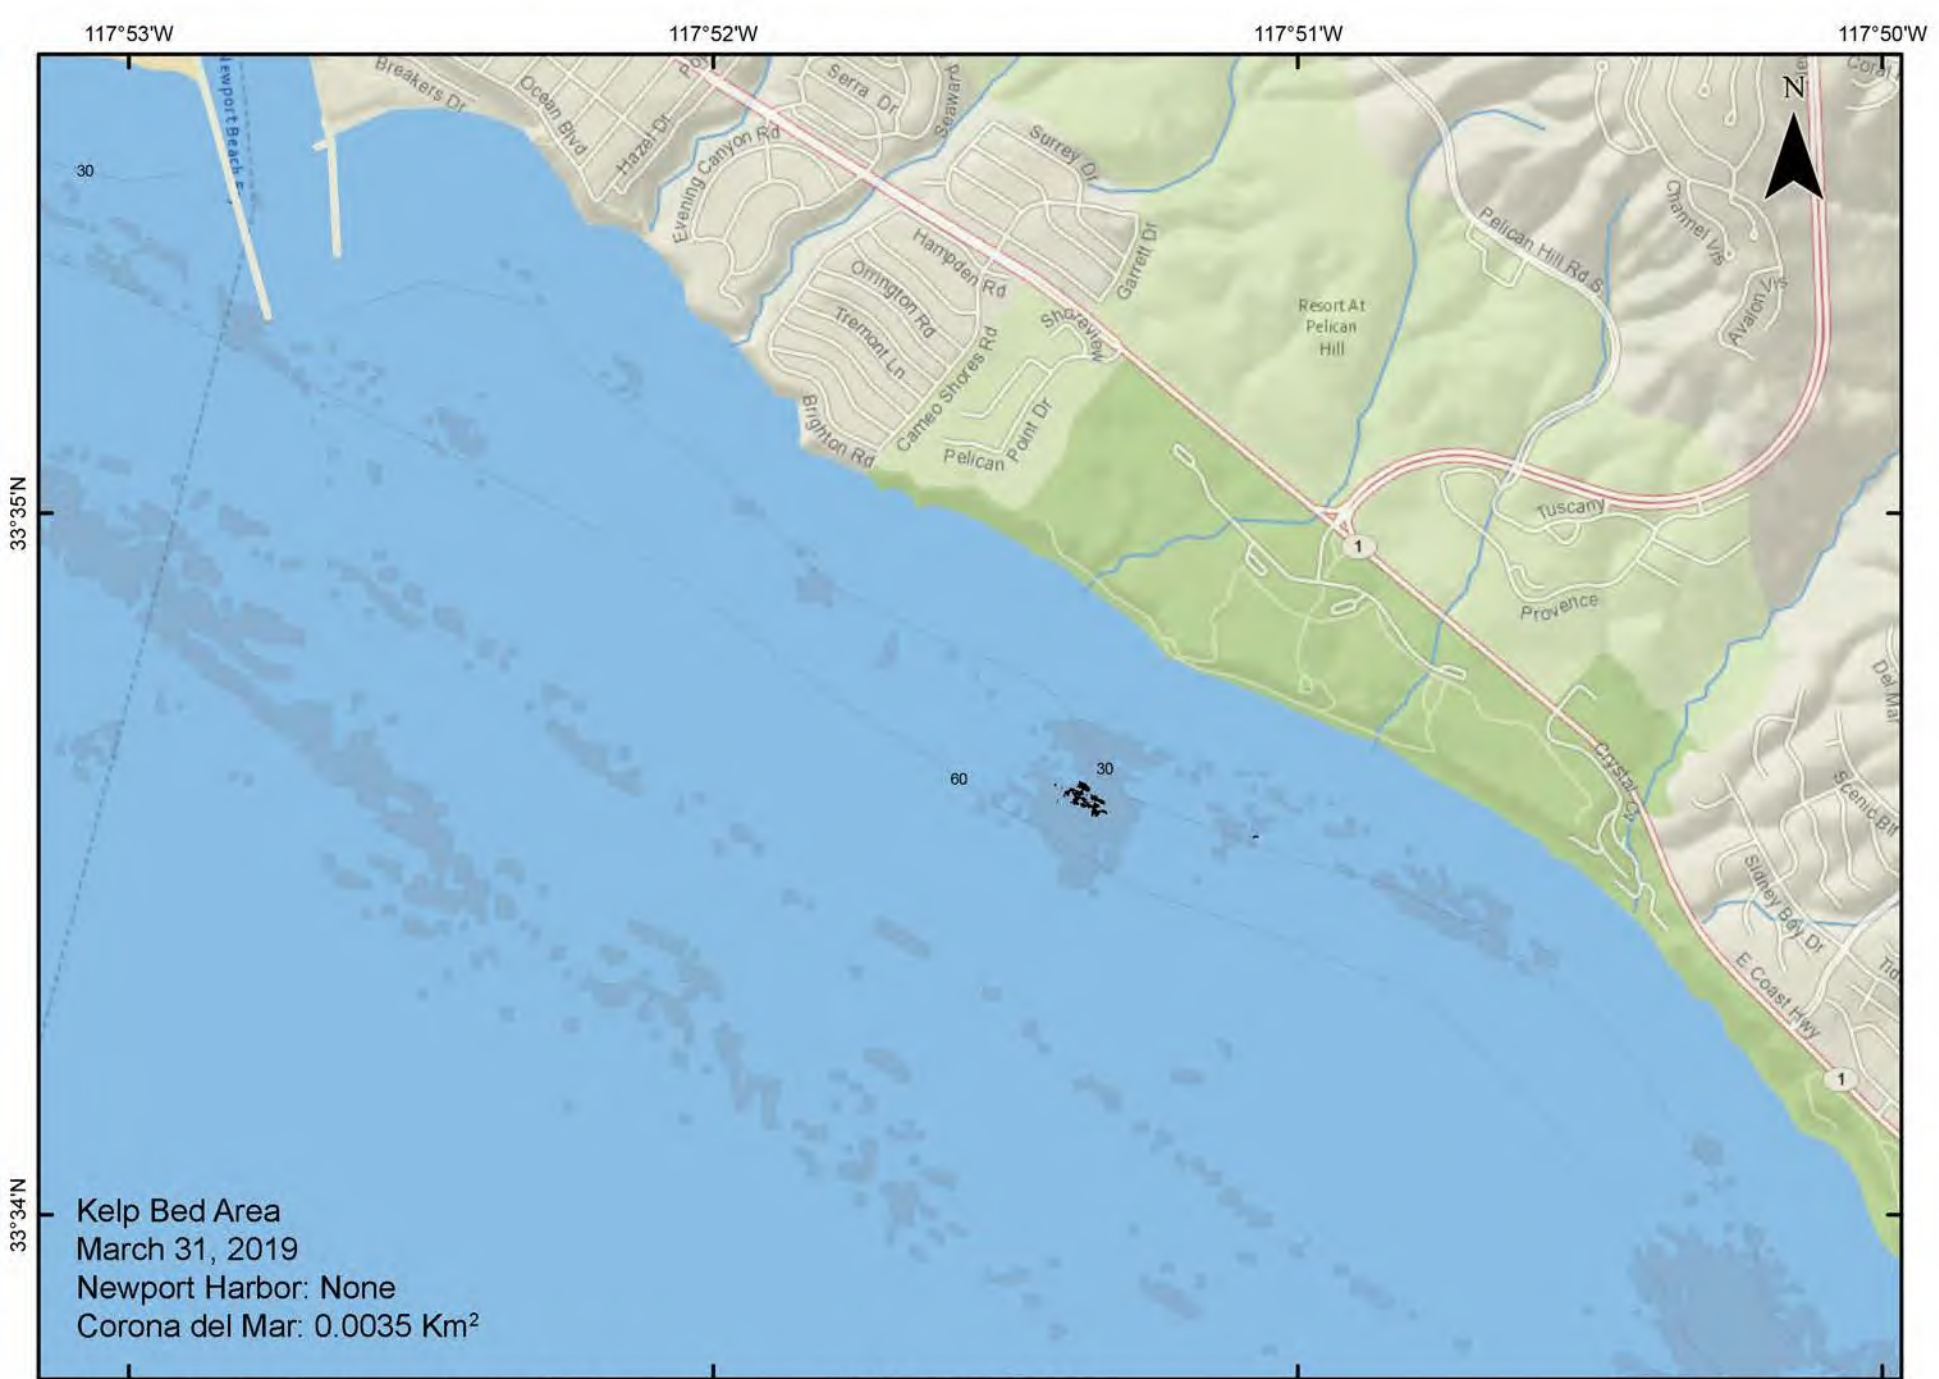 117°53'W
117°52'W
117°51'W
117°50'W
33°35'N
33°34'N
N
Breakers Dr
Ocean Blvd
Hazel Dr
Serra Dr
Seaward
Evening Canyon Rd
Surrey Dr
Garrett Dr
Hampden Rd
Orrington Rd
Tremont Ln
Brighton Rd
Cameo Shores Rd
Shoreview
Pelican
Point Dr
Resort At
Pelican
Hill
Pelican Hill Rd S
Channel Vis
Avalon Vis
Coral
Tuscany
1
Provence
Del Mar
Scenic Blf
Crystal
Sidney Bay Dr
Tid
E Coast Hwy
1
30
60
30
Kelp Bed Area
March 31, 2019
Newport Harbor: None
Corona del Mar: 0.0035 Km²